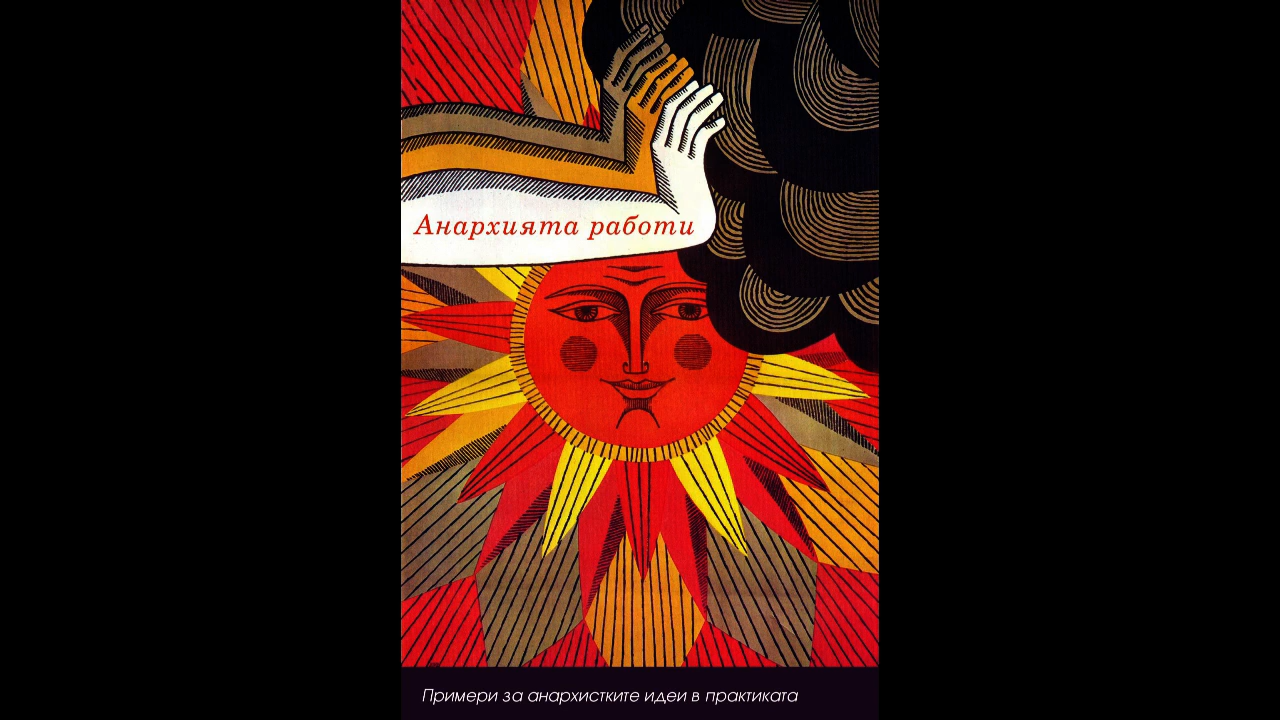 Анархията работи
Примери за анархистките идеи в практиката